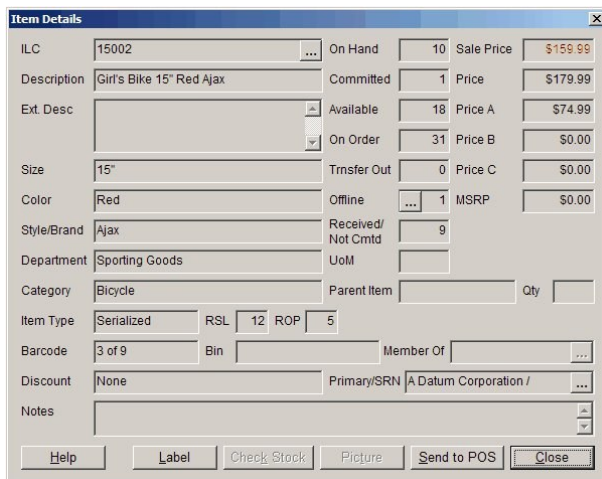 Item Details
ILC 15002 ... On Hand 10 Sale Price $159.99
Description Girl's Bike 15" Red Ajax Committed 1 Price $179.99
Ext. Desc Available 18 Price A $74.99
On Order 31 Price B $0.00
Size 15" Trnsfer Out 0 Price C $0.00
Color Red Offline ... 1 MSRP $0.00
Style/Brand Ajax Received/
Not Cmtd 9
Department Sporting Goods UoM
Category Bicycle Parent Item Qty
Item Type Serialized RSL 12 ROP 5
Barcode 3 of 9 Bin Member Of ...
Discount None Primary/SRN A Datum Corporation / ...
Notes
Help Label Check Stock Picture Send to POS Close